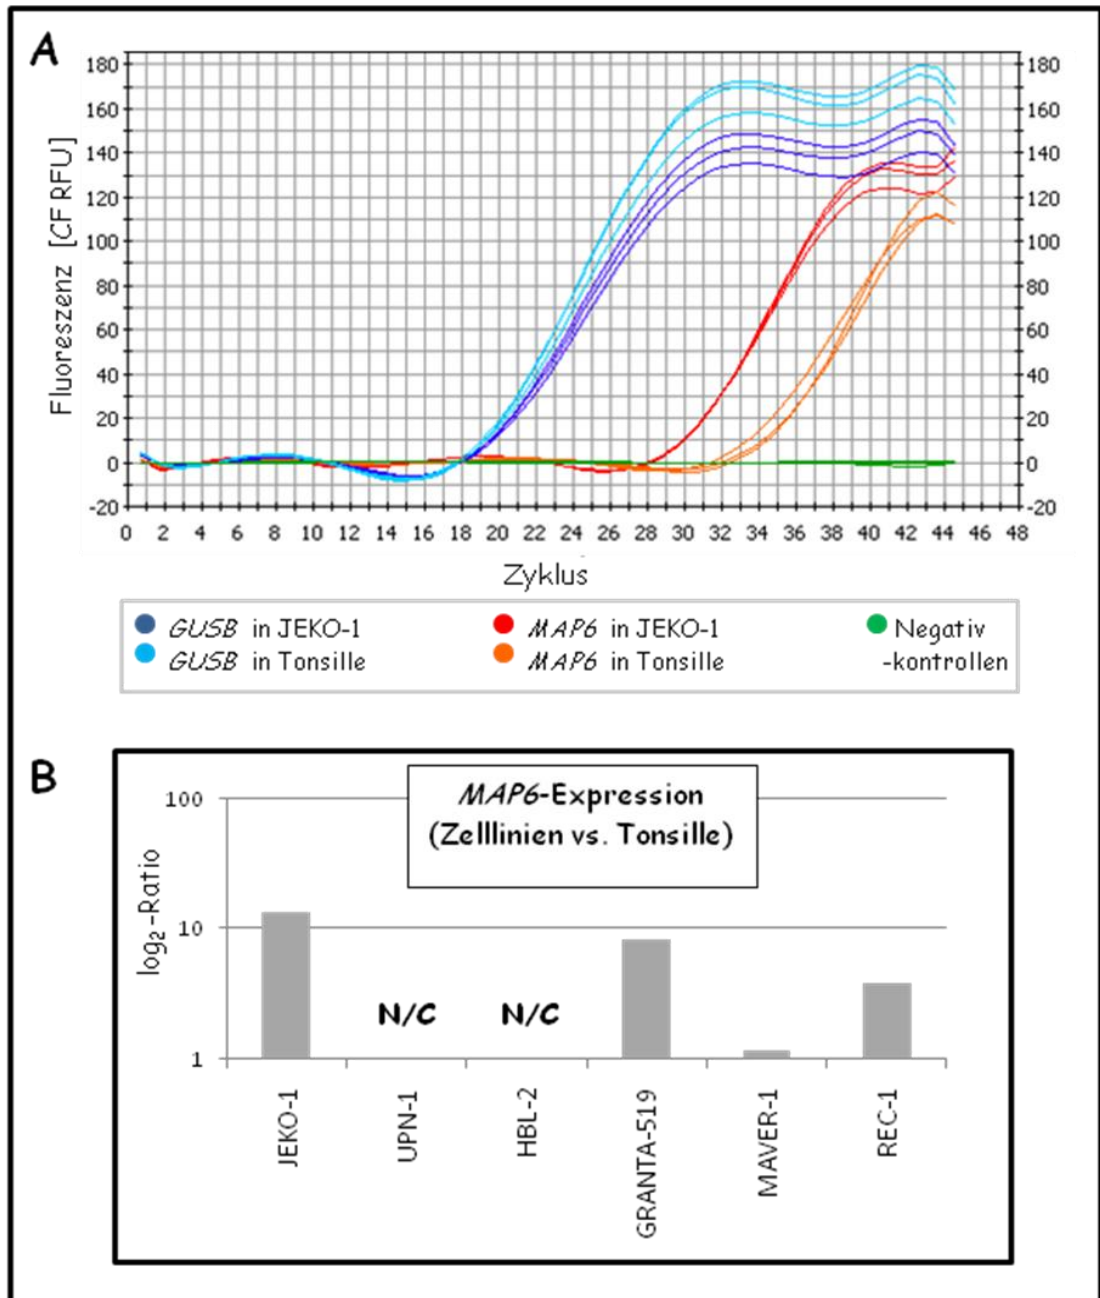 A
180
160
140
120
100
80
60
40
20
0
-20
180
160
140
120
100
80
60
40
20
0
-20
Fluoreszenz [CF RFU]
0 2 4 6 8 10 12 14 16 18 20 22 24 26 28 30 32 34 36 38 40 42 44 46 48
Zyklus
GUSB in JEKO-1
GUSB in Tonsille
MAP6 in JEKO-1
MAP6 in Tonsille
Negativ
-kontrollen
B
MAP6-Expression
(Zelllinien vs. Tonsille)
log₂-Ratio
100
10
1
N/C N/C
JEKO-1
UPN-1
HBL-2
GRANTA-519
MAVER-1
REC-1